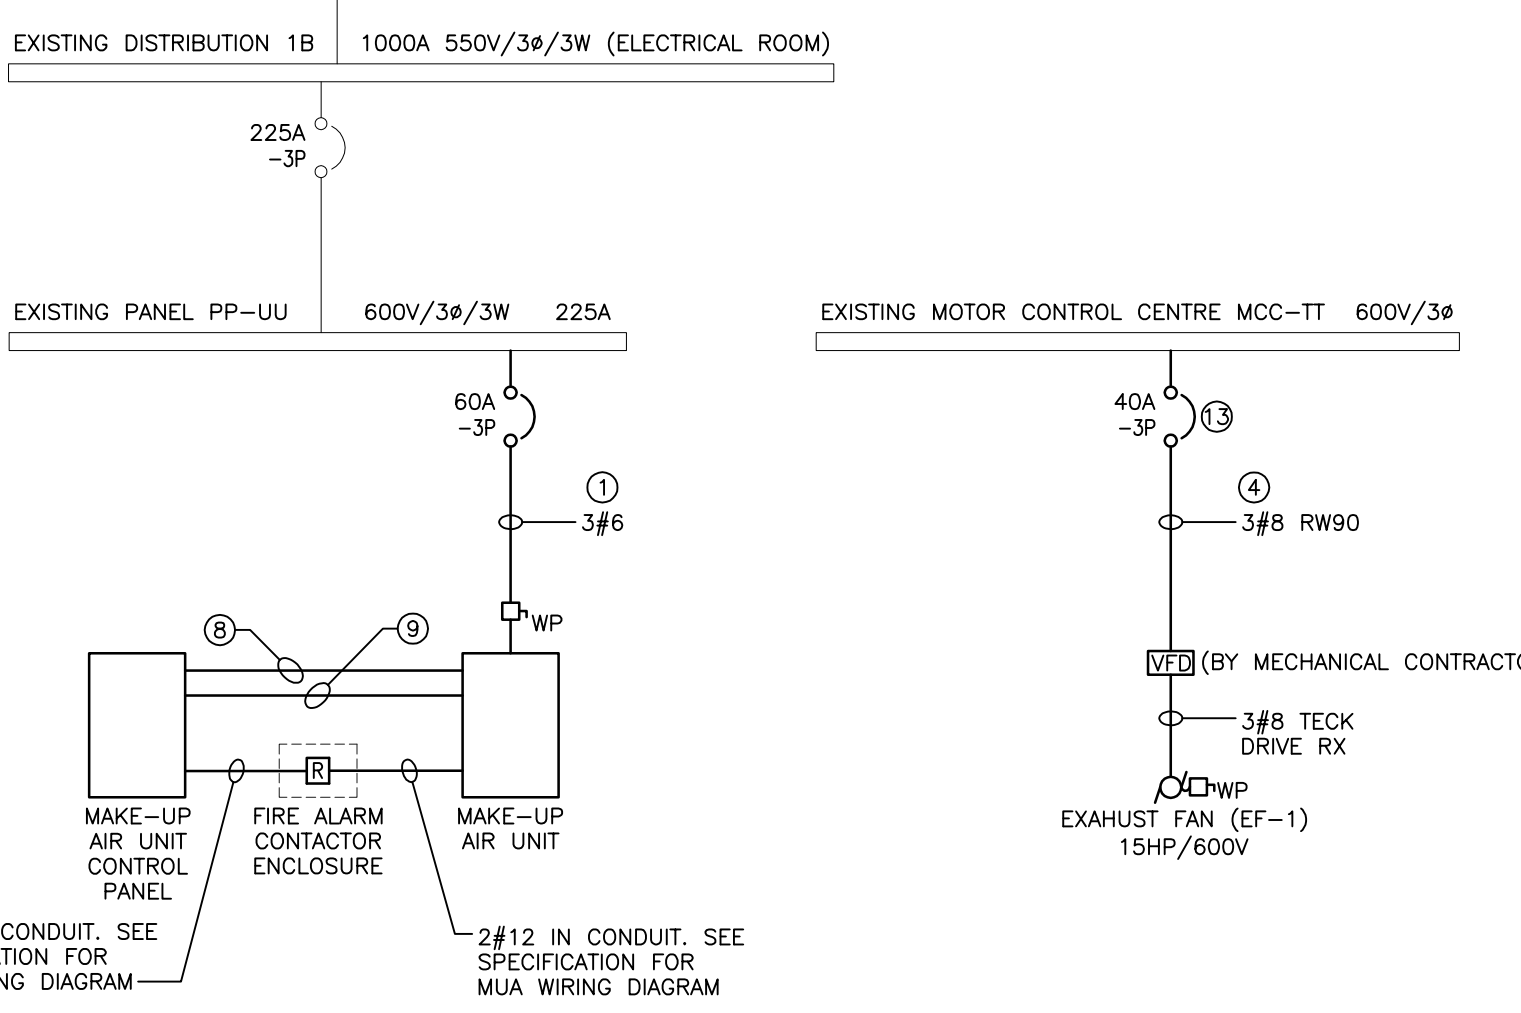 EXISTING DISTRIBUTION 1B 1000A 550V/3ø/3W (ELECTRICAL ROOM)
225A
-3P
EXISTING PANEL PP-UU 600V/3ø/3W 225A
60A
-3P
1
3#6
WP
8
9
R
MAKE-UP
AIR UNIT
CONTROL
PANEL
FIRE ALARM
CONTACTOR
ENCLOSURE
MAKE-UP
AIR UNIT
CONDUIT. SEE
FOR
DIAGRAM
2#12 IN CONDUIT. SEE
SPECIFICATION FOR
MUA WIRING DIAGRAM
EXISTING MOTOR CONTROL CENTRE MCC-TT 600V/3ø
40A
-3P
13
4
3#8 RW90
VFD (BY MECHANICAL
3#8 TECK
DRIVE RX
WP
EXAHUST FAN (EF-1)
15HP/600V